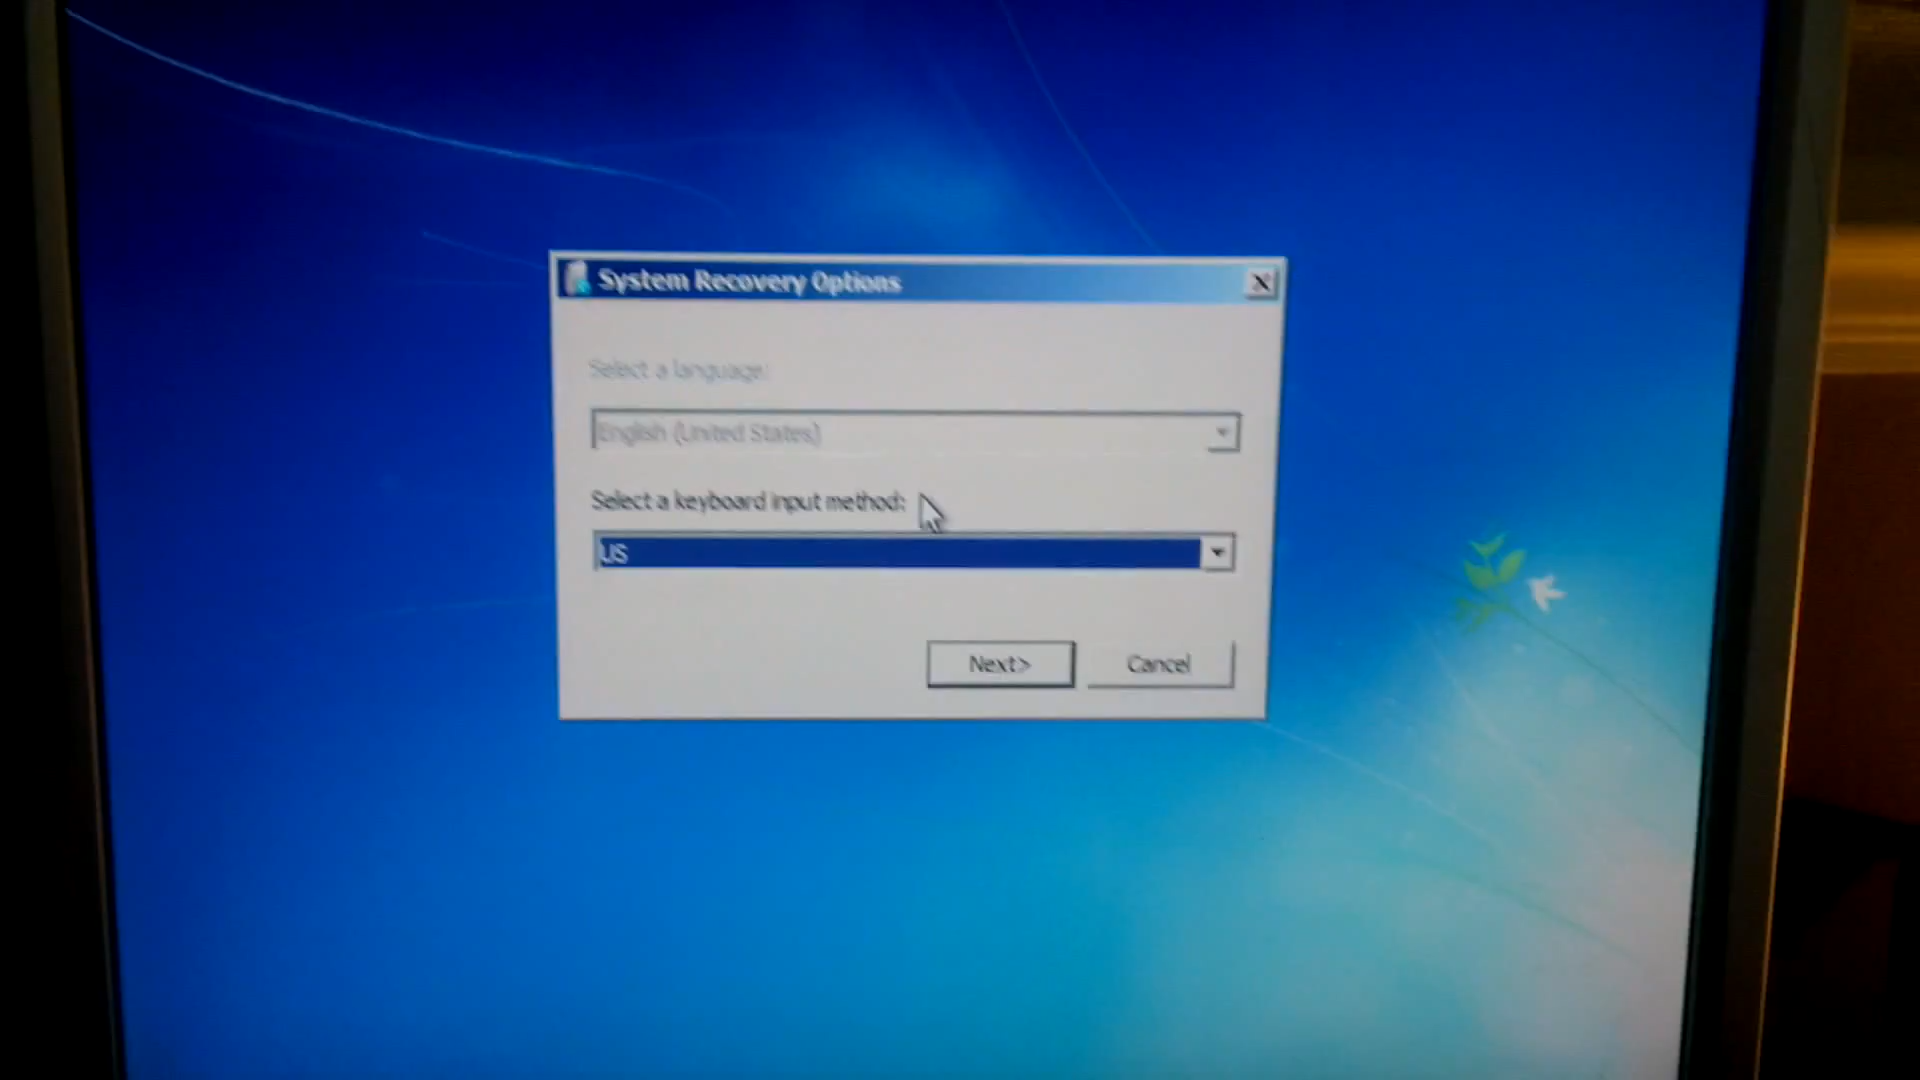 System Recovery Options
Select a language:
English (United States)
Select a keyboard input method:
US
Next> Cancel